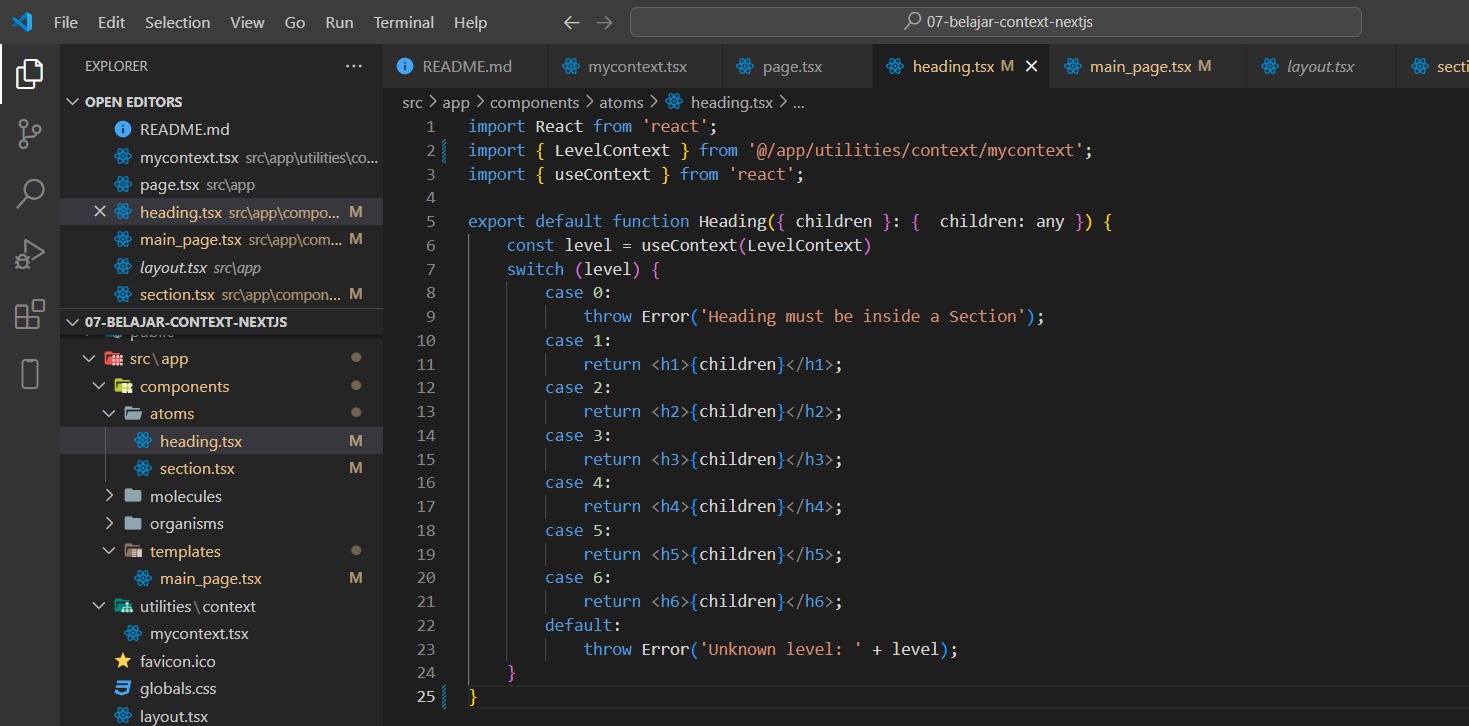 File Edit Selection View Go Run Terminal Help 07-belajar-context-nextjs
EXPLORER ...
README.md mycontext.tsx page.tsx heading.tsx M main_page.tsx M layout.tsx secti
OPEN EDITORS
README.md
mycontext.tsx src\app\utilities\co...
page.tsx src\app
heading.tsx src\app\compo... M
main_page.tsx src\app\com... M
layout.tsx src\app
section.tsx src\app\compon... M
07-BELAJAR-CONTEXT-NEXTJS
public
src\app
components
atoms
heading.tsx M
section.tsx M
molecules
organisms
templates
main_page.tsx M
utilities\context
mycontext.tsx
favicon.ico
globals.css
layout.tsx
src > app > components > atoms > heading.tsx > ...
1 import React from 'react';
2 import { LevelContext } from '@/app/utilities/context/mycontext';
3 import { useContext } from 'react';
4
5 export default function Heading({ children }: {  children: any }) {
6     const level = useContext(LevelContext)
7     switch (level) {
8         case 0:
9             throw Error('Heading must be inside a Section');
10         case 1:
11             return <h1>{children}</h1>;
12         case 2:
13             return <h2>{children}</h2>;
14         case 3:
15             return <h3>{children}</h3>;
16         case 4:
17             return <h4>{children}</h4>;
18         case 5:
19             return <h5>{children}</h5>;
20         case 6:
21             return <h6>{children}</h6>;
22         default:
23             throw Error('Unknown level: ' + level);
24     }
25 }